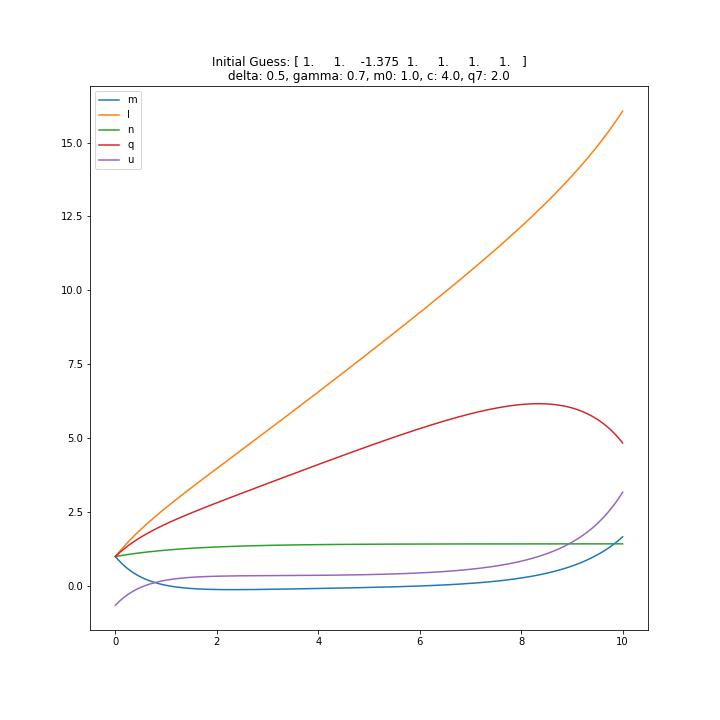 Initial Guess: [ 1. 1. -1.375 1. 1. 1. 1. ]
delta: 0.5, gamma: 0.7, m0: 1.0, c: 4.0, q7: 2.0
m
l
n
q
u
15.0
12.5
10.0
7.5
5.0
2.5
0.0
0 2 4 6 8 10